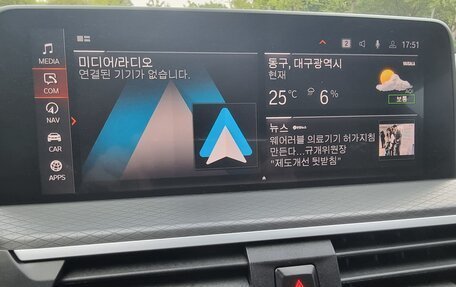 MEDIA
COM
NAV
CAR
APPS
미디어/라디오
연결된 기기가 없습니다.
2
17:51
동구, 대구광역시
현재
25°C
6%
보통
뉴스
웨어러블 의료기기 허가지침
만든다...규개위원장
"제도개선 뒷받침"